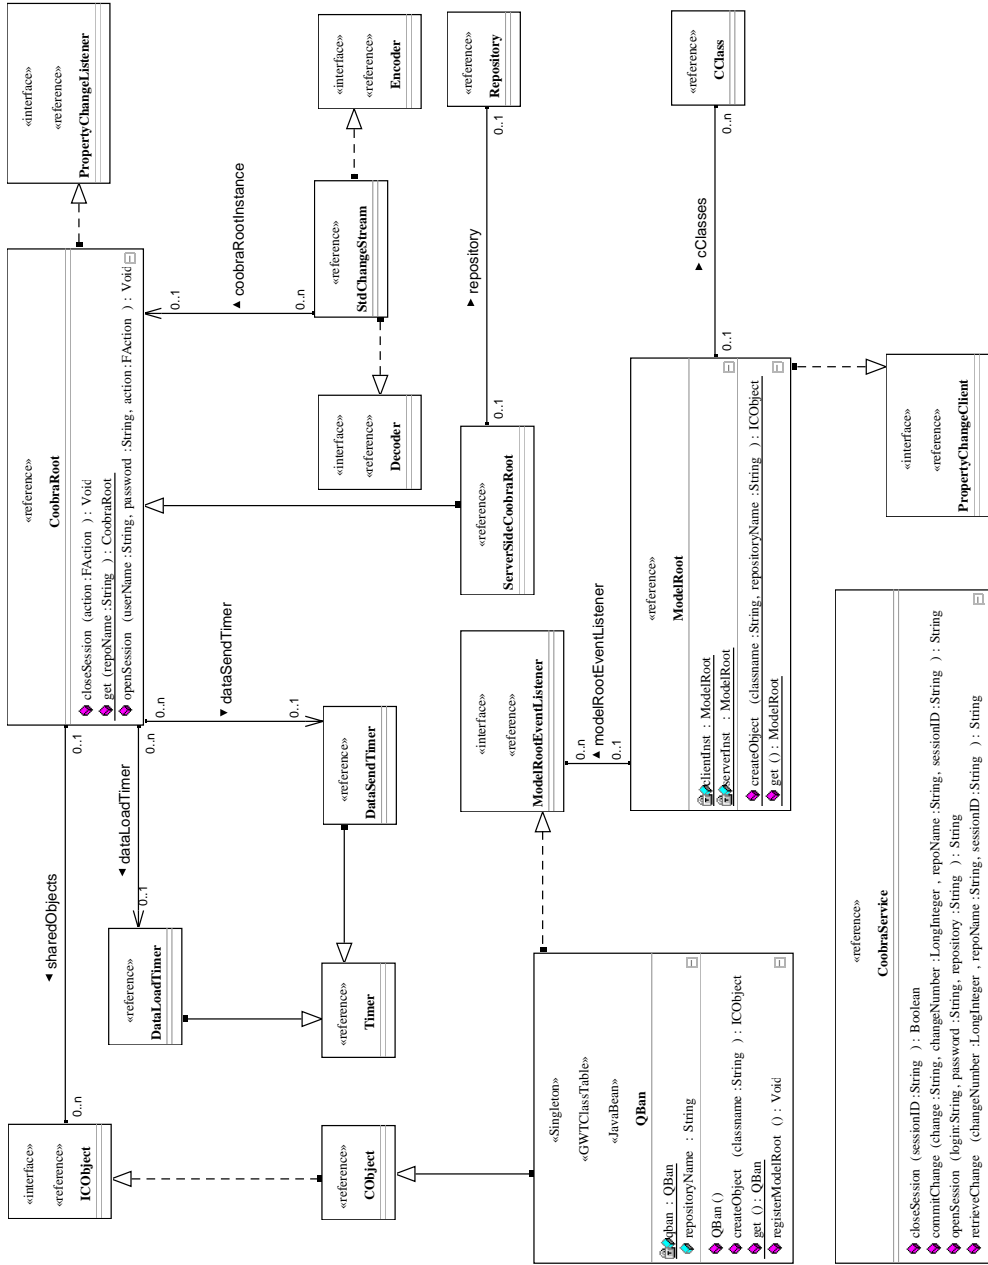 «interface»
«reference»
PropertyChangeListener
«reference»
CoobraRoot
closeSession (action :FAction ) : Void
get (repoName :String ) : CoobraRoot
openSession (userName :String, password :String, action :FAction ) : Void
«interface»
«reference»
Encoder
«reference»
Repository
«reference»
CClass
coobraRootInstance
0..1
0..n
«reference»
StdChangeStream
repository
0..1
0..1
cClasses
0..n
0..1
«interface»
«reference»
Decoder
«reference»
ServerSideCoobraRoot
«interface»
«reference»
PropertyChangeClient
sharedObjects
0..1
0..n
dataLoadTimer
0..n
0..1
dataSendTimer
0..n
0..1
«reference»
DataSendTimer
«reference»
DataLoadTimer
«reference»
Timer
«interface»
«reference»
ModelRootEventListener
modelRootEventListener
0..n
0..1
«reference»
ModelRoot
clientInst : ModelRoot
serverInst : ModelRoot
createObject (classname :String, repositoryName :String ) : ICObject
get () : ModelRoot
«interface»
«reference»
ICObject
«reference»
CObject
«Singleton»
«GWTClassTable»
«JavaBean»
QBan
qban : QBan
repositoryName : String
QBan ()
createObject (classname :String ) : ICObject
get () : QBan
registerModelRoot () : Void
«reference»
CoobraService
closeSession (sessionID :String ) : Boolean
commitChange (change :String, changeNumber :LongInteger , repoName :String, sessionID :String ) : String
openSession (login:String, password :String, repository :String ) : String
retrieveChange (changeNumber :LongInteger , repoName :String, sessionID :String ) : String